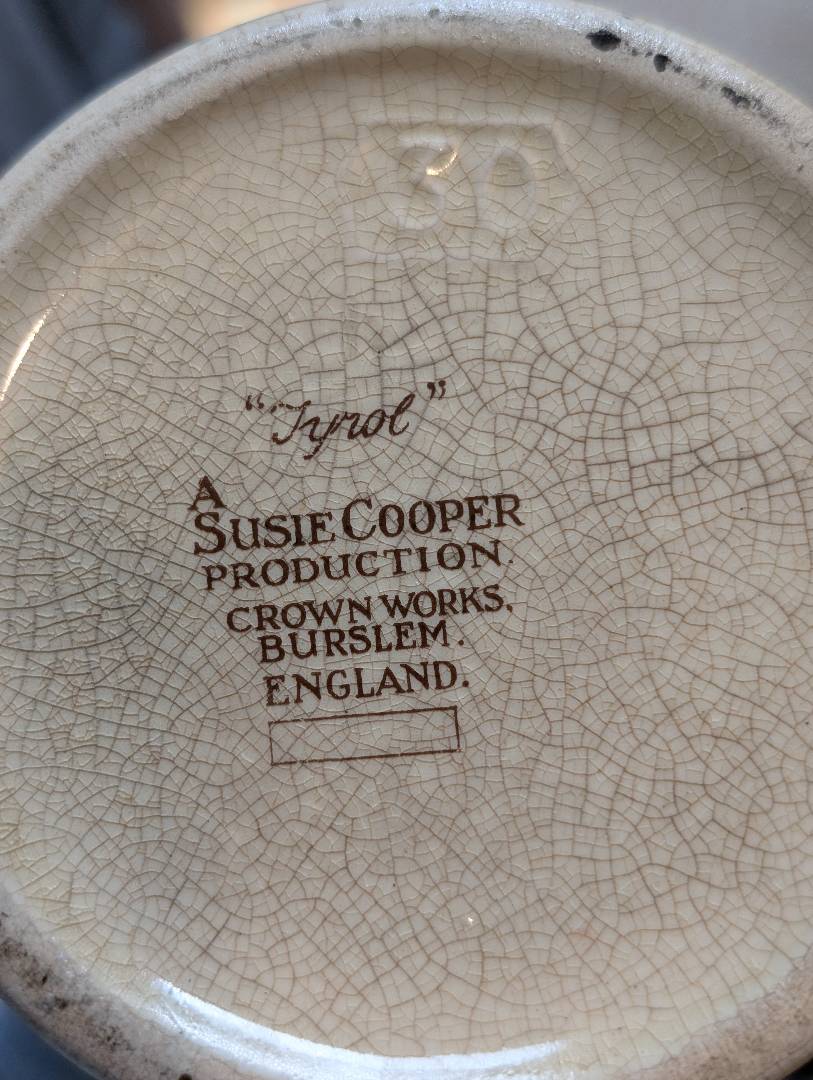 30
"Tyrol"
A
SUSIE COOPER
PRODUCTION.
CROWN WORKS.
BURSLEM.
ENGLAND.